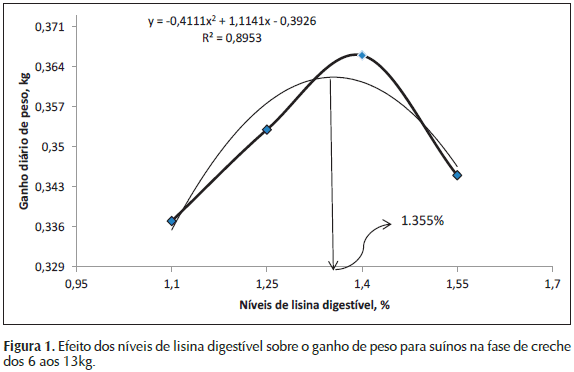 y = -0,4111x² + 1,1141x - 0,3926
R² = 0,8953
Ganho diário de peso, kg
0,371
0,364
0,357
0,35
0,343
0,336
0,329
1.355%
0,95
1,1
1,25
1,4
1,55
1,7
Níveis de lisina digestível, %
Figura 1. Efeito dos níveis de lisina digestível sobre o ganho de peso para suínos na fase de creche
dos 6 aos 13kg.